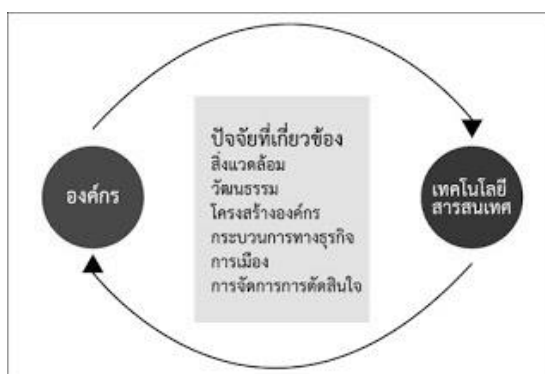 องค์กร
ปัจจัยที่เกี่ยวข้อง
สิ่งแวดล้อม
วัฒนธรรม
โครงสร้างองค์กร
กระบวนการทางธุรกิจ
การเมือง
การจัดการการตัดสินใจ
เทคโนโลยี
สารสนเทศ